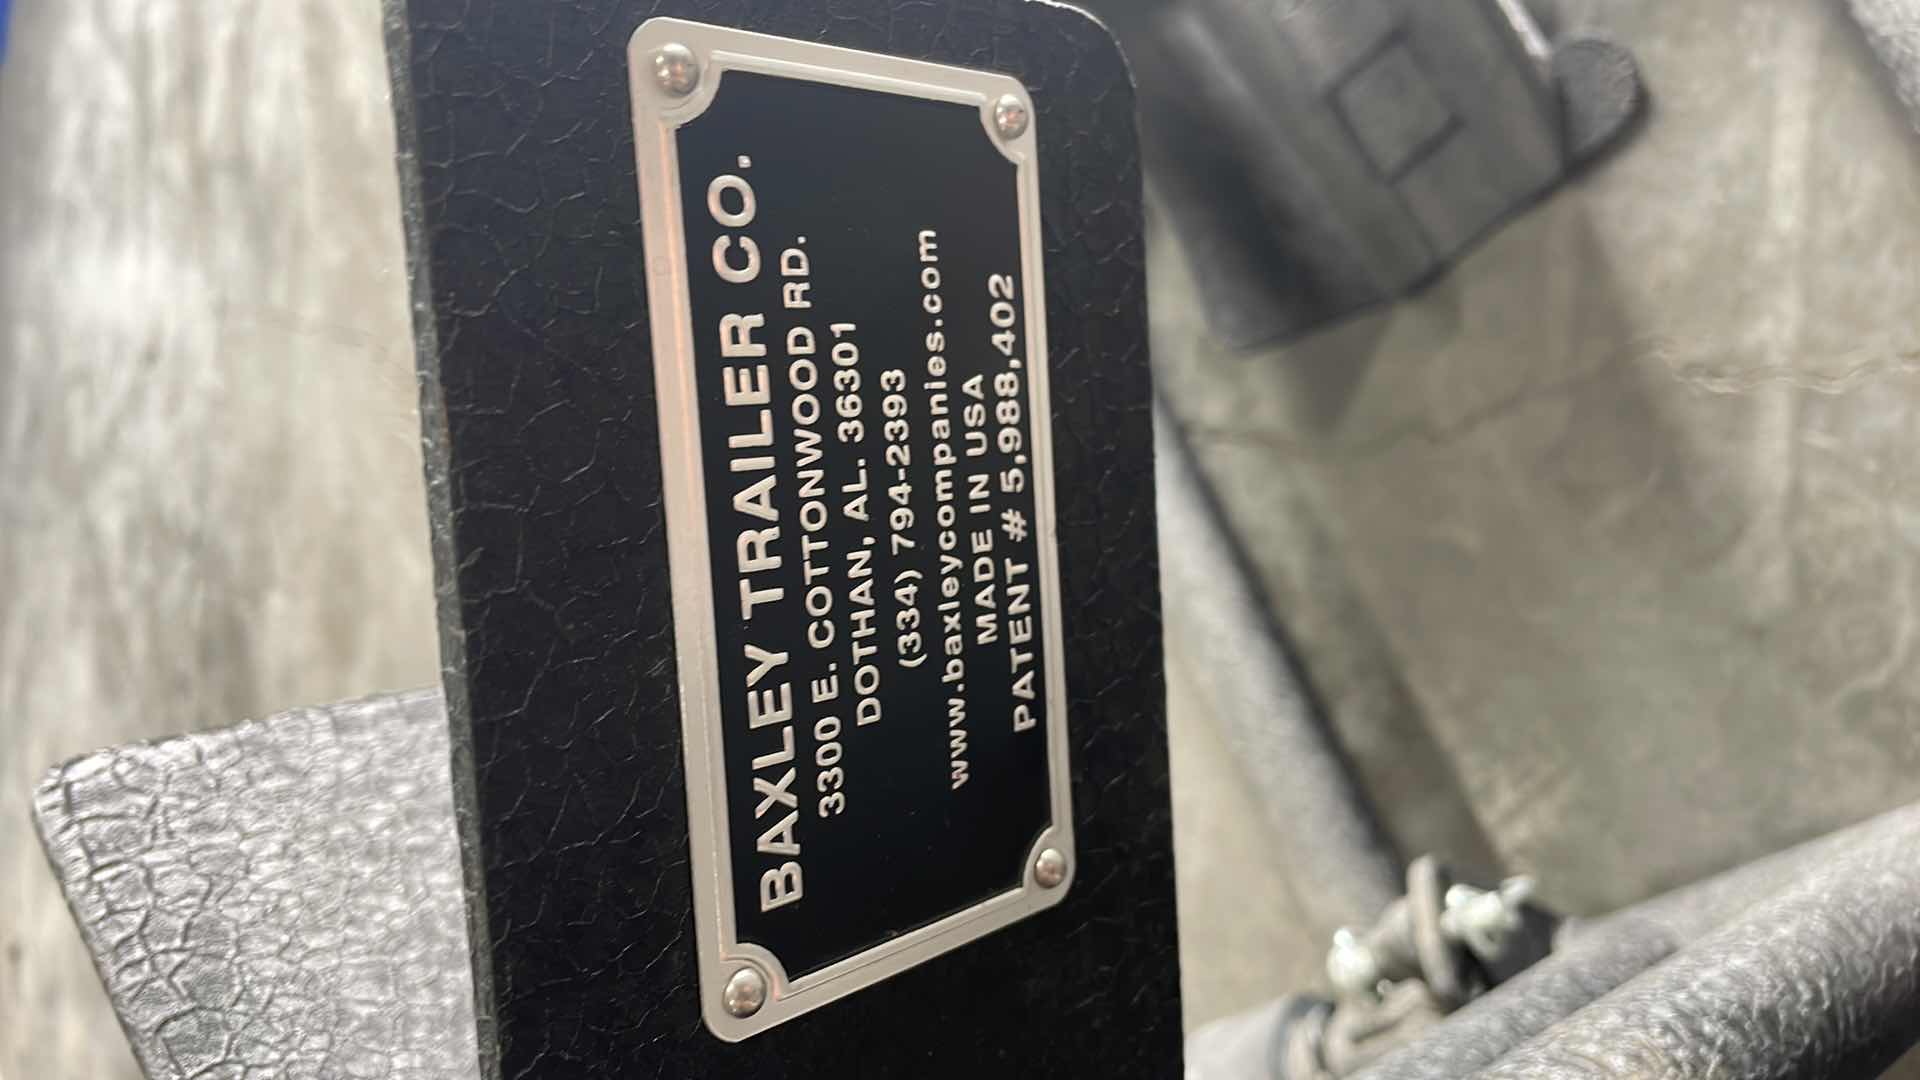 BAXLEY TRAILER CO.
3300 E. COTTONWOOD RD.
DOTHAN, AL. 36301
(334) 794-2393
www.baxleycompanies.com
MADE IN USA
PATENT # 5,988,402